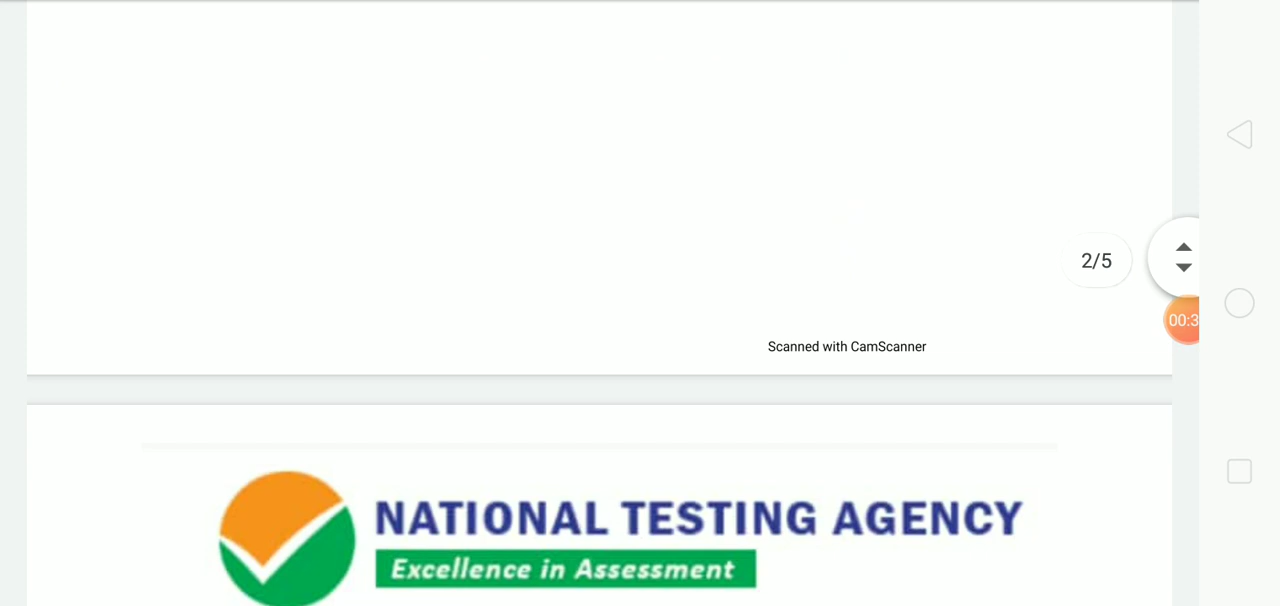 2/5
00:3
Scanned with CamScanner
NATIONAL TESTING AGENCY
Excellence in Assessment